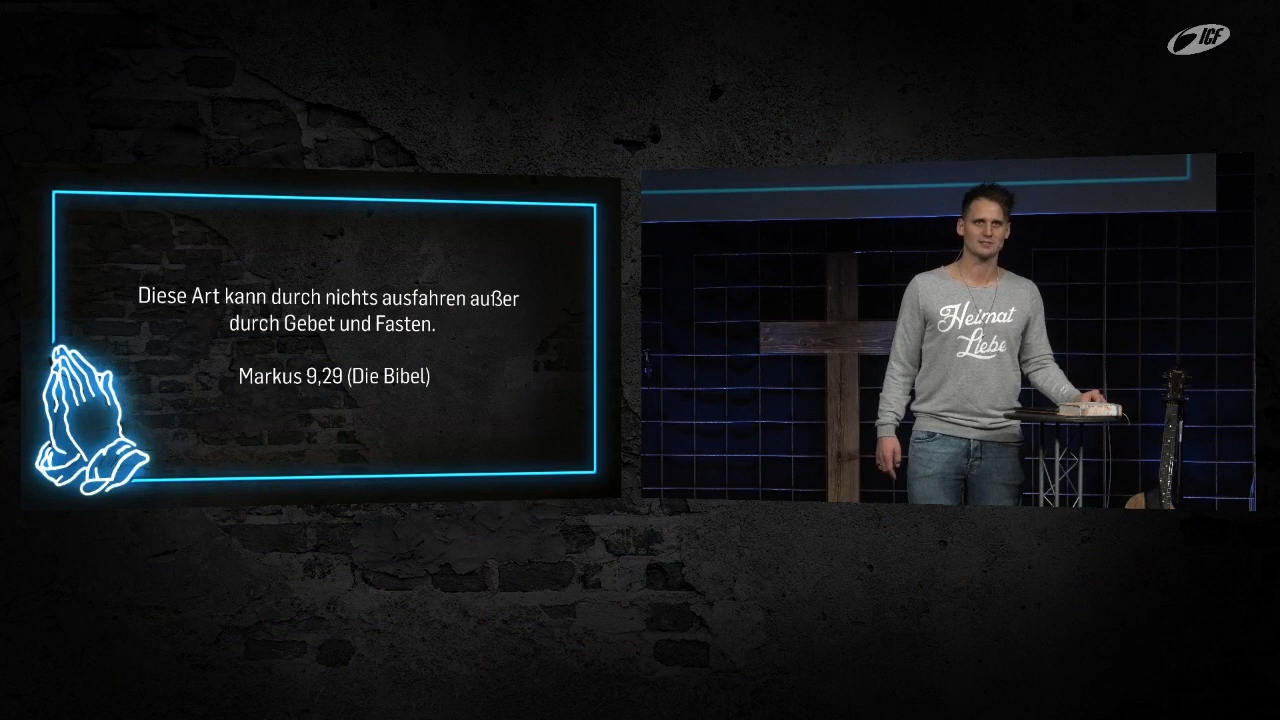 ICF
Diese Art kann durch nichts ausfahren außer
durch Gebet und Fasten.
Markus 9,29 (Die Bibel)
Heimat
Liebe